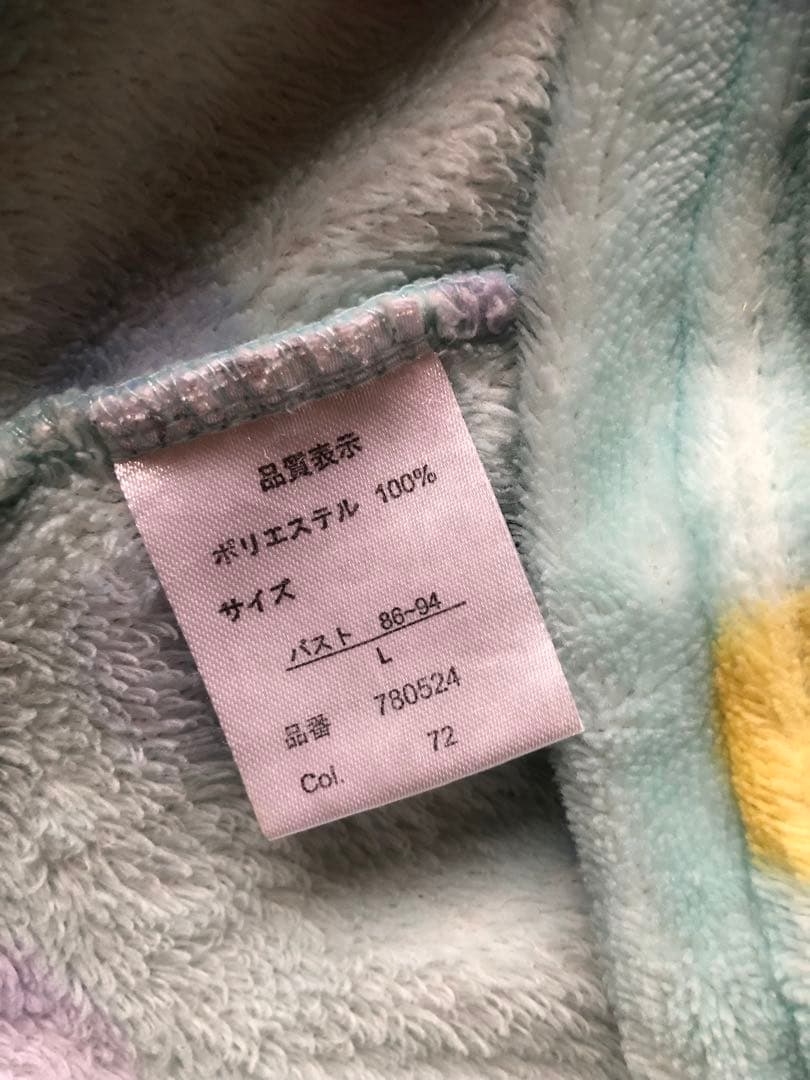 品質表示
ポリエステル 100%
サイズ
バスト 86~94
L
品番 780524
Col. 72